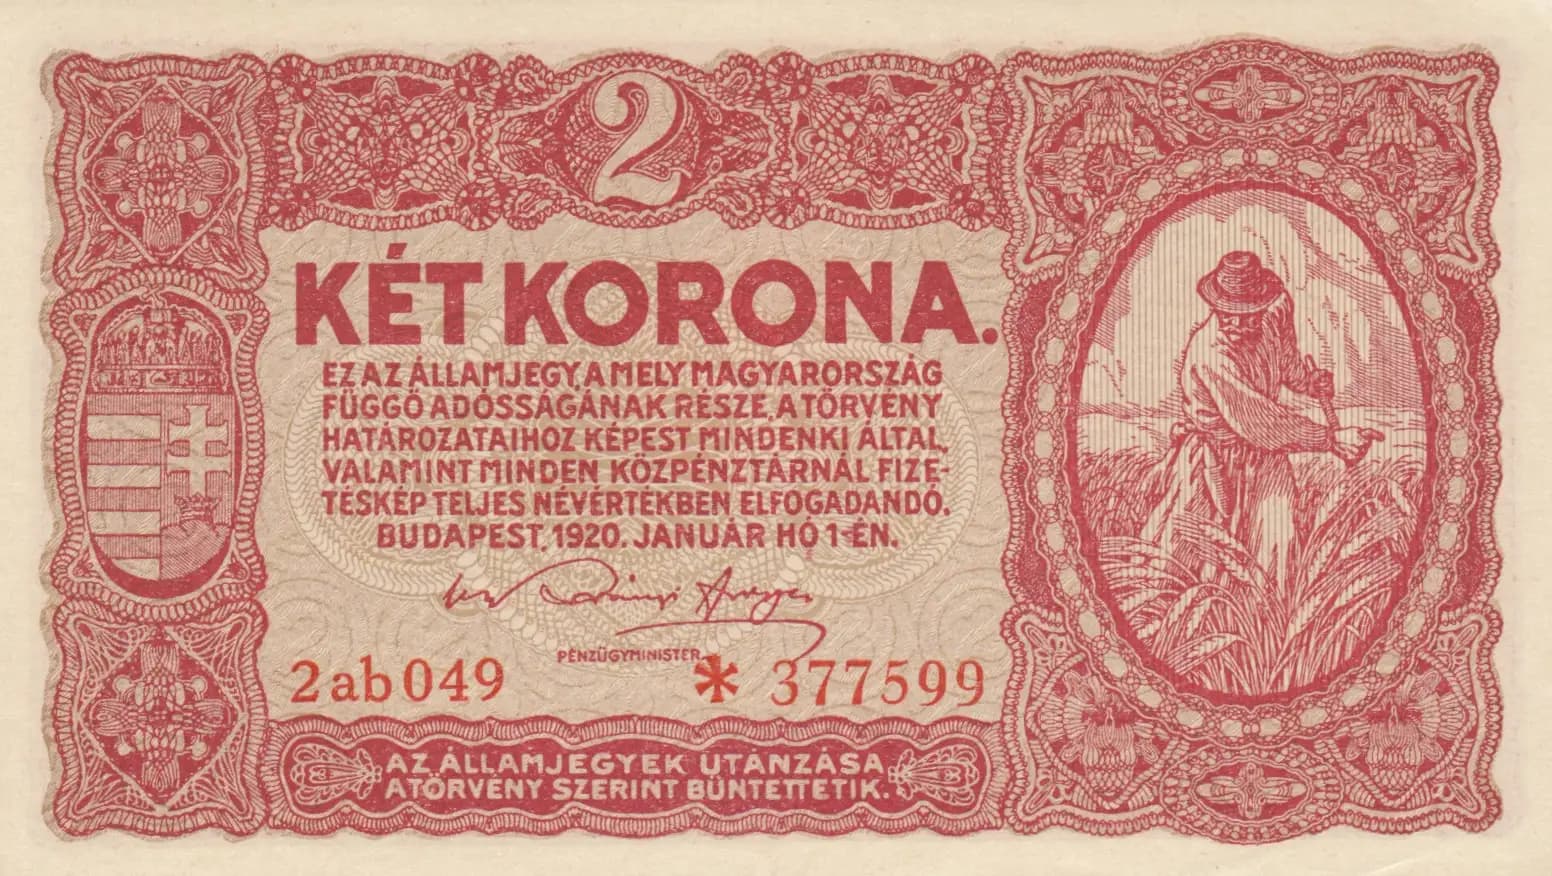 2
KÉT KORONA.
EZ AZ ÁLLAMJEGY, A MELY MAGYARORSZÁG
FÜGGŐ ADÓSSÁGÁNAK RÉSZE, A TÖRVÉNY
HATÁROZATAIHOZ KÉPEST MINDENKI ÁLTAL,
VALAMINT MINDEN KÖZPÉNZTÁRNÁL FIZE-
TÉSKÉP TELJES NÉVÉRTÉKBEN ELFOGADANDÓ.
BUDAPEST, 1920. JANUÁR HÓ 1-ÉN.
PÉNZÜGYMINISTER.
2ab049 * 377599
AZ ÁLLAMJEGYEK UTÁNZÁSA
A TÖRVÉNY SZERINT BÜNTETTETIK.